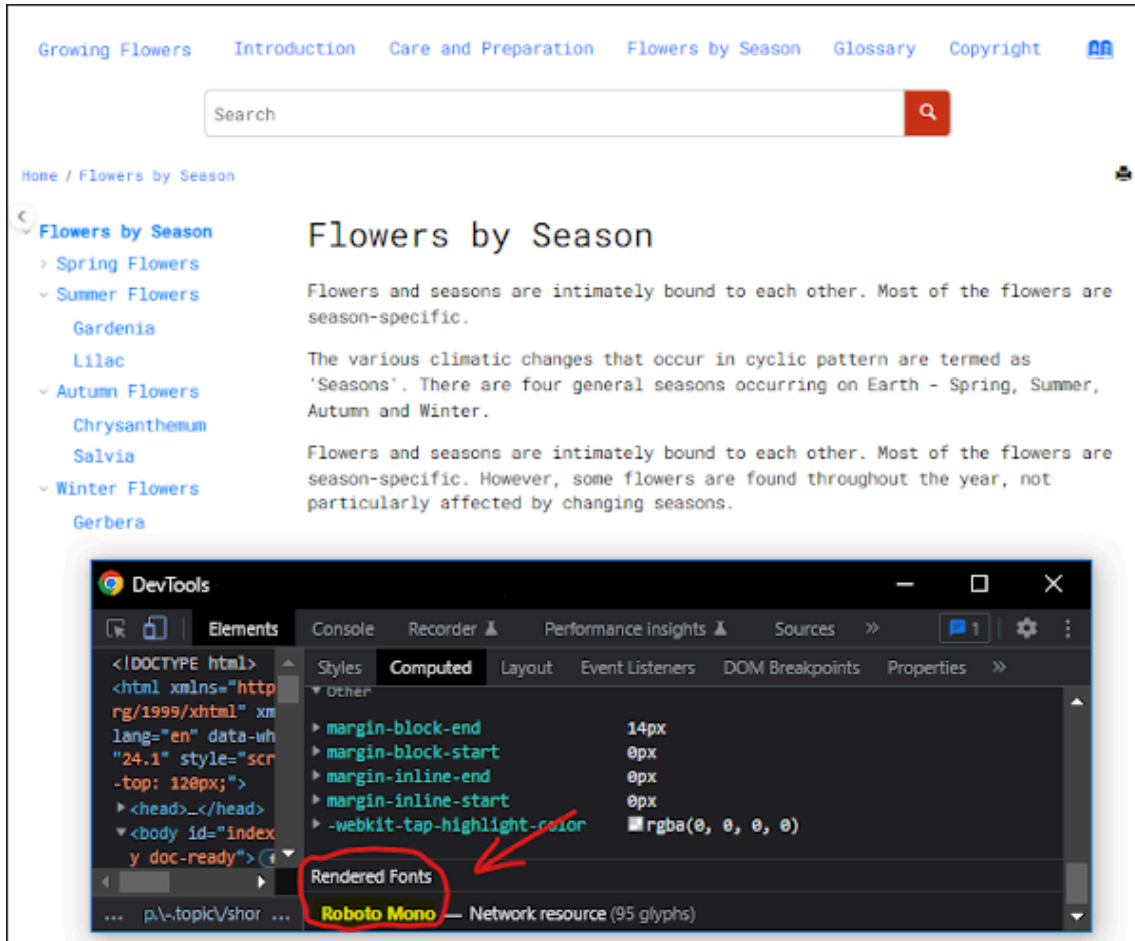 Growing Flowers Introduction Care and Preparation Flowers by Season Glossary Copyright
Search
Home / Flowers by Season
Flowers by Season
Spring Flowers
Summer Flowers
Gardenia
Lilac
Autumn Flowers
Chrysanthemum
Salvia
Winter Flowers
Gerbera
Flowers by Season
Flowers and seasons are intimately bound to each other. Most of the flowers are
season-specific.
The various climatic changes that occur in cyclic pattern are termed as
'Seasons'. There are four general seasons occurring on Earth - Spring, Summer,
Autumn and Winter.
Flowers and seasons are intimately bound to each other. Most of the flowers are
season-specific. However, some flowers are found throughout the year, not
particularly affected by changing seasons.
DevTools
Elements Console Recorder Performance insights Sources » 1
<!DOCTYPE html>
<html xmlns="http
rg/1999/xhtml" xm
lang="en" data-wh
"24.1" style="scr
-top: 120px;">
<head>…</head>
<body id="index
y doc-ready">
... p.\-.topic\/shor ...
Styles Computed Layout Event Listeners DOM Breakpoints Properties »
Other
margin-block-end 14px
margin-block-start 0px
margin-inline-end 0px
margin-inline-start 0px
-webkit-tap-highlight-color rgba(0, 0, 0, 0)
Rendered Fonts
Roboto Mono — Network resource (95 glyphs)